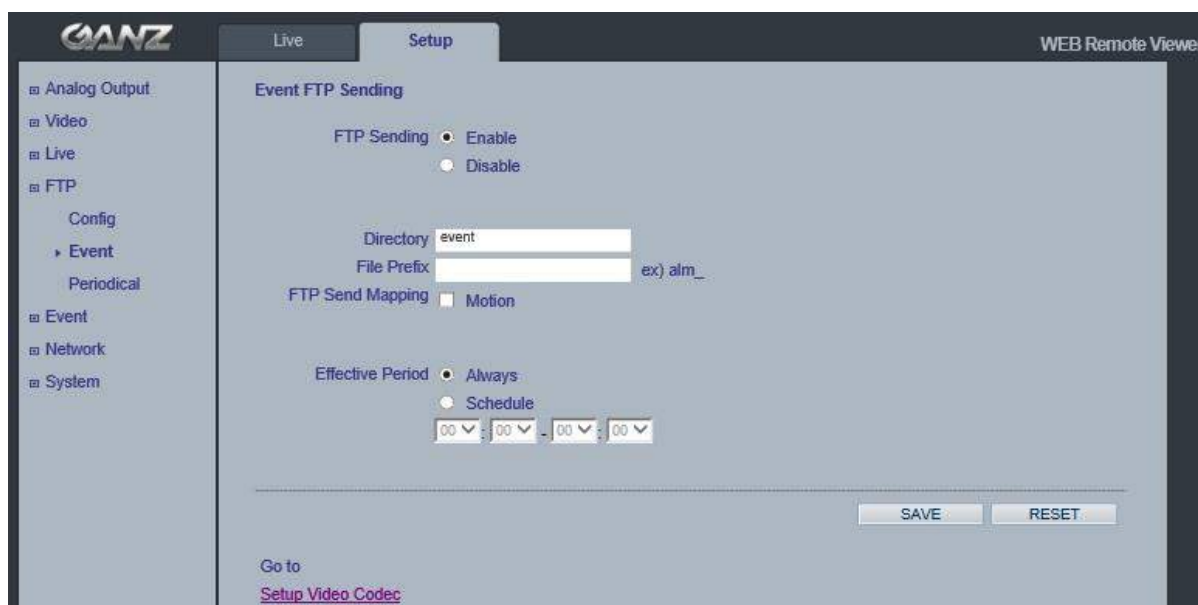 GANZ
Live
Setup
WEB Remote Viewe
Analog Output
Video
Live
FTP
Config
Event
Periodical
Event
Network
System
Event FTP Sending
FTP Sending Enable
Disable
Directory event
File Prefix ex) alm_
FTP Send Mapping Motion
Effective Period Always
Schedule
00 : 00 - 00 : 00
SAVE RESET
Go to
Setup Video Codec